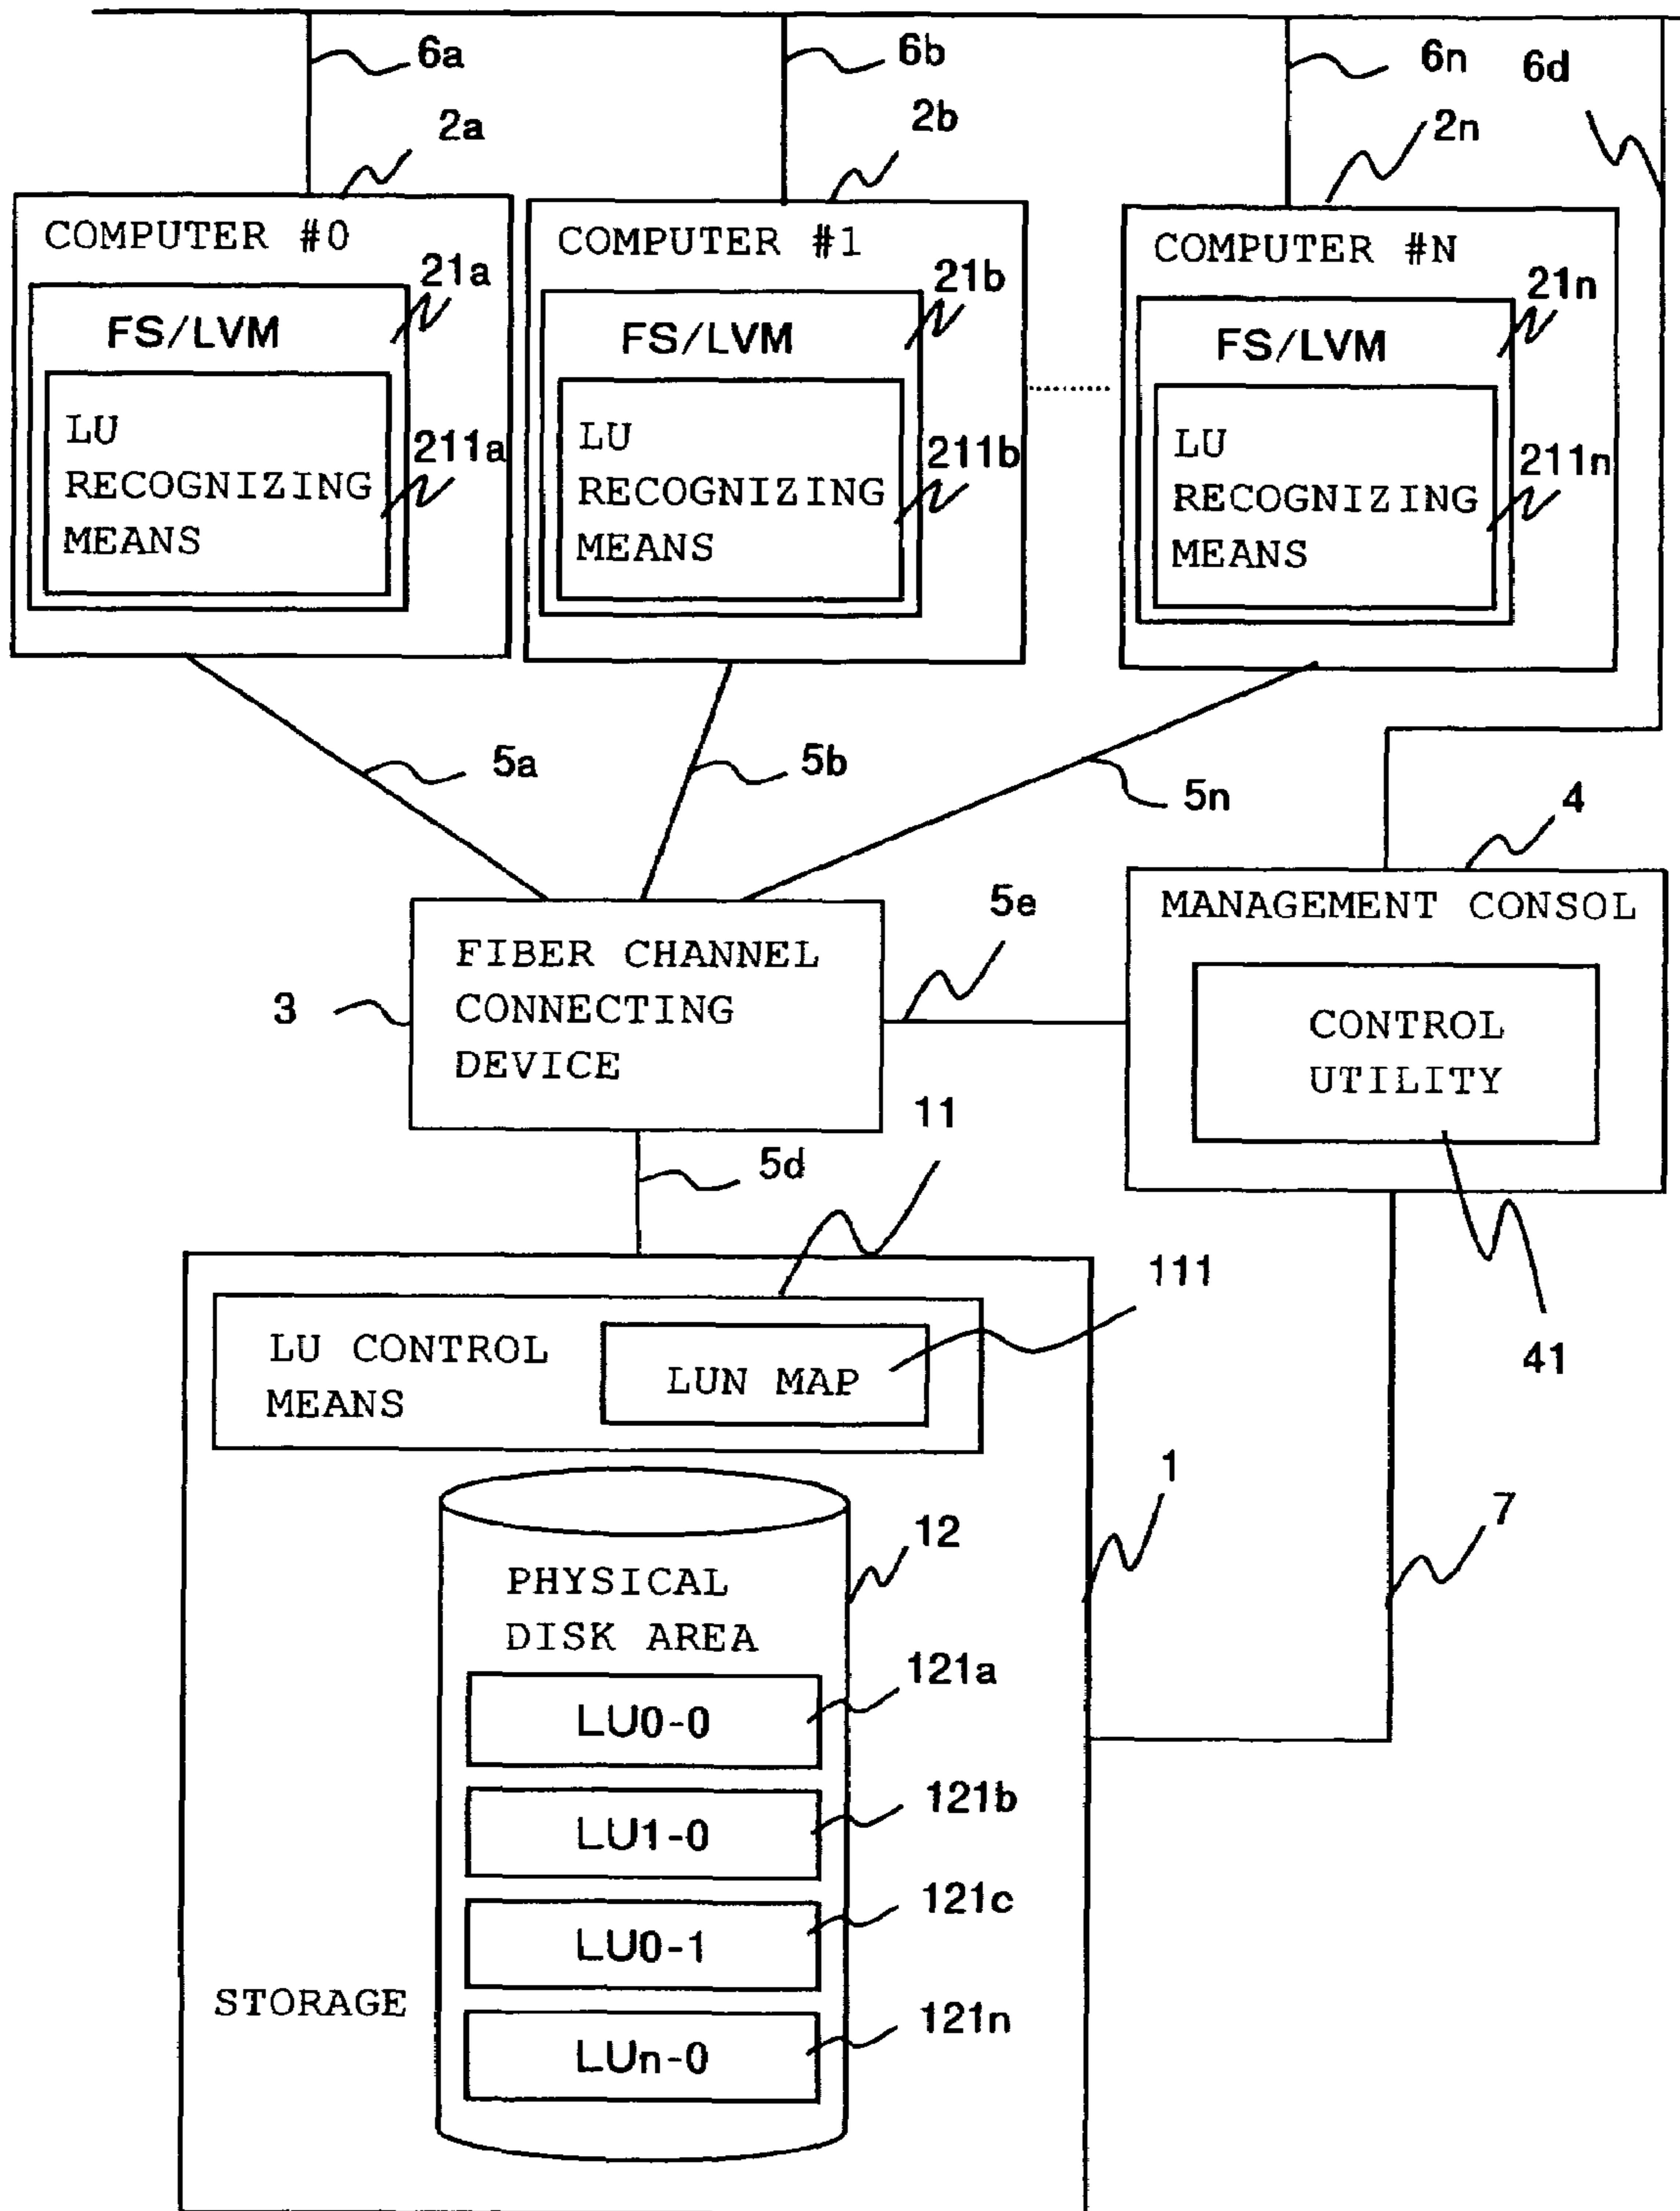 6a
6b
6n
6d
2a
2b
2n
COMPUTER #0
COMPUTER #1
COMPUTER #N
21a
21b
21n
FS/LVM
FS/LVM
FS/LVM
LU
RECOGNIZING
MEANS
211a
LU
RECOGNIZING
MEANS
211b
LU
RECOGNIZING
MEANS
211n
5a
5b
5n
4
MANAGEMENT CONSOL
CONTROL
UTILITY
5e
3
FIBER CHANNEL
CONNECTING
DEVICE
11
5d
111
41
LU CONTROL
MEANS
LUN MAP
1
7
12
PHYSICAL
DISK AREA
121a
LU0-0
121b
LU1-0
121c
LU0-1
STORAGE
121n
LUn-0